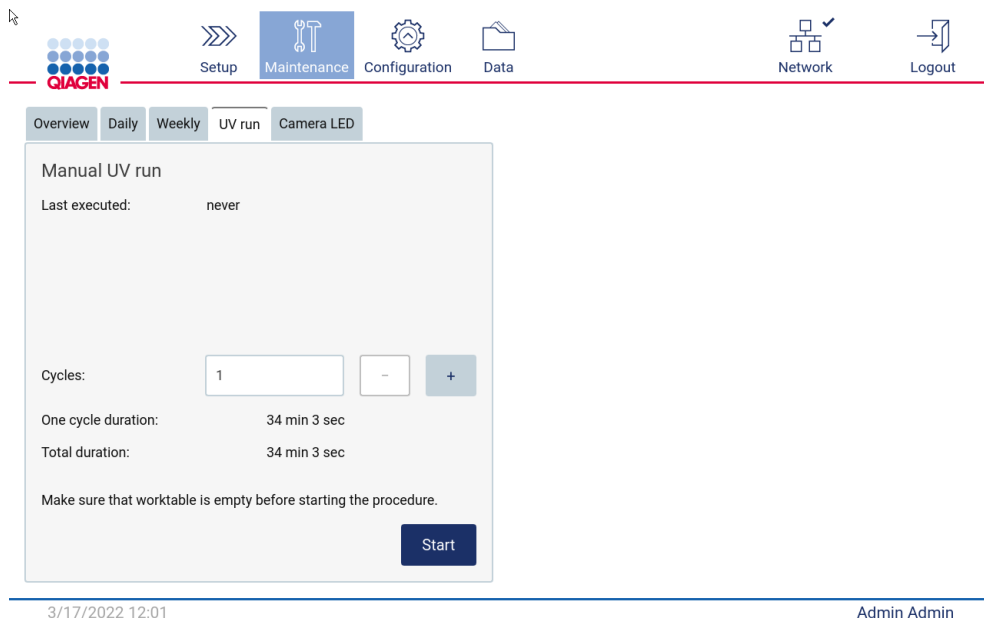 QIAGEN
Setup
Maintenance
Configuration
Data
Network
Logout
Overview
Daily
Weekly
UV run
Camera LED
Manual UV run
Last executed: never
Cycles: 1 - +
One cycle duration: 34 min 3 sec
Total duration: 34 min 3 sec
Make sure that worktable is empty before starting the procedure.
Start
3/17/2022 12:01
Admin Admin